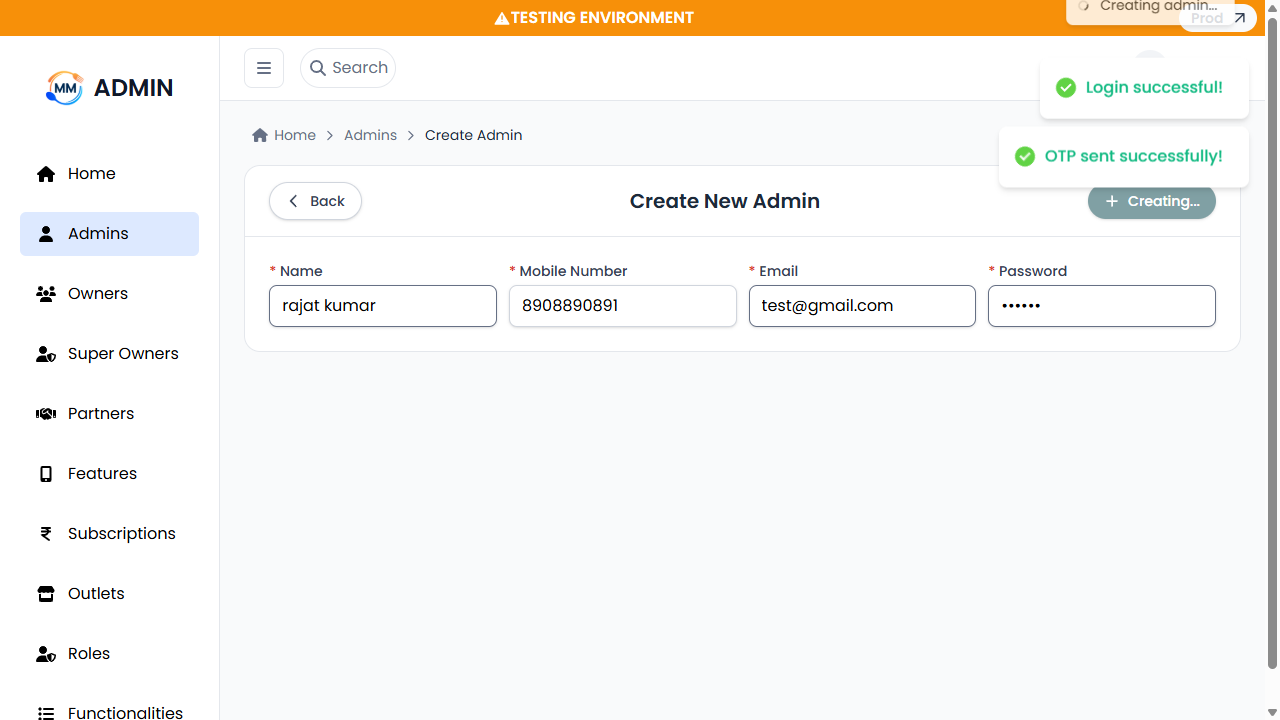 TESTING ENVIRONMENT
Creating admin...
Prod
MM ADMIN
Search
Login successful!
Home
Admins
Create Admin
OTP sent successfully!
Back
Create New Admin
Creating...
* Name
* Mobile Number
* Email
* Password
rajat kumar
8908890891
test@gmail.com
••••••
Home
Admins
Owners
Super Owners
Partners
Features
Subscriptions
Outlets
Roles
Functionalities